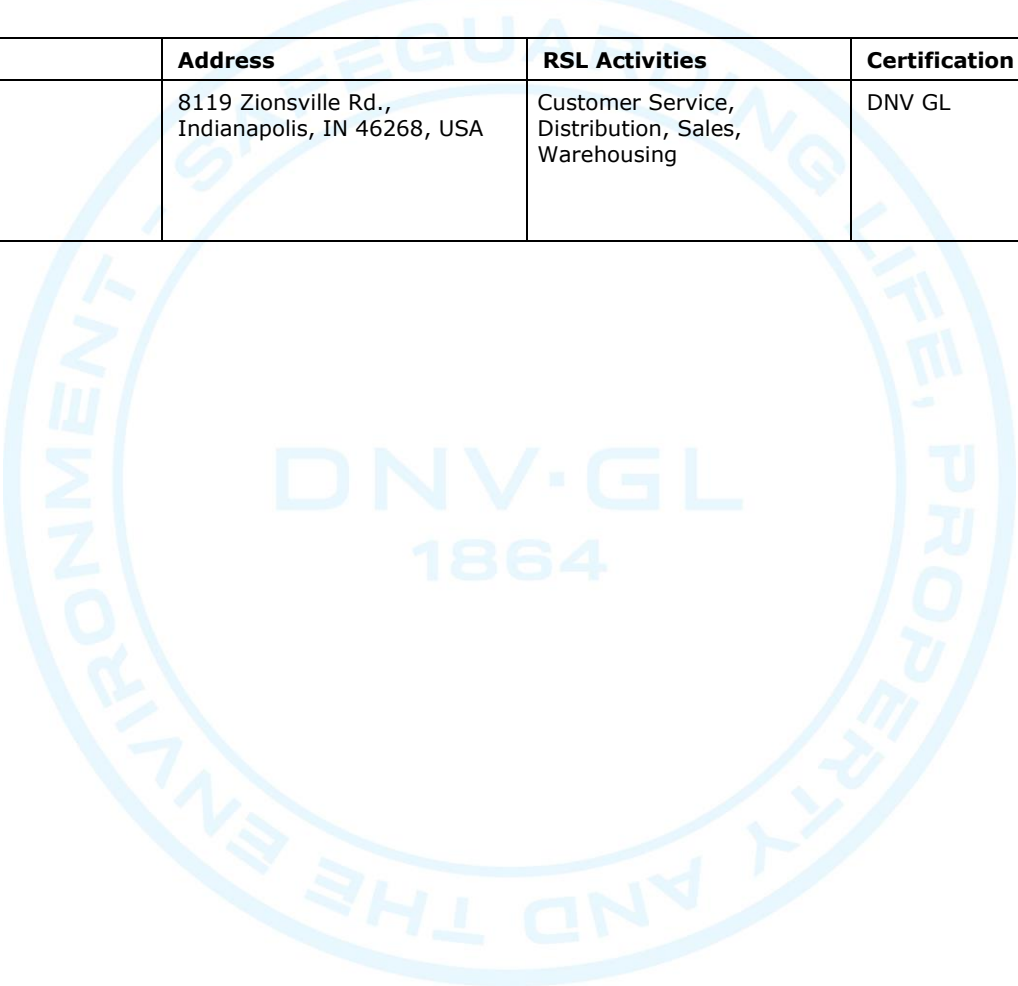 Address RSL Activities Certification
8119 Zionsville Rd., Customer Service, DNV GL
Indianapolis, IN 46268, USA Distribution, Sales,
Warehousing
SAFEGUARDING LIFE, PROPERTY AND THE ENVIRONMENT -
DNV·GL
1864